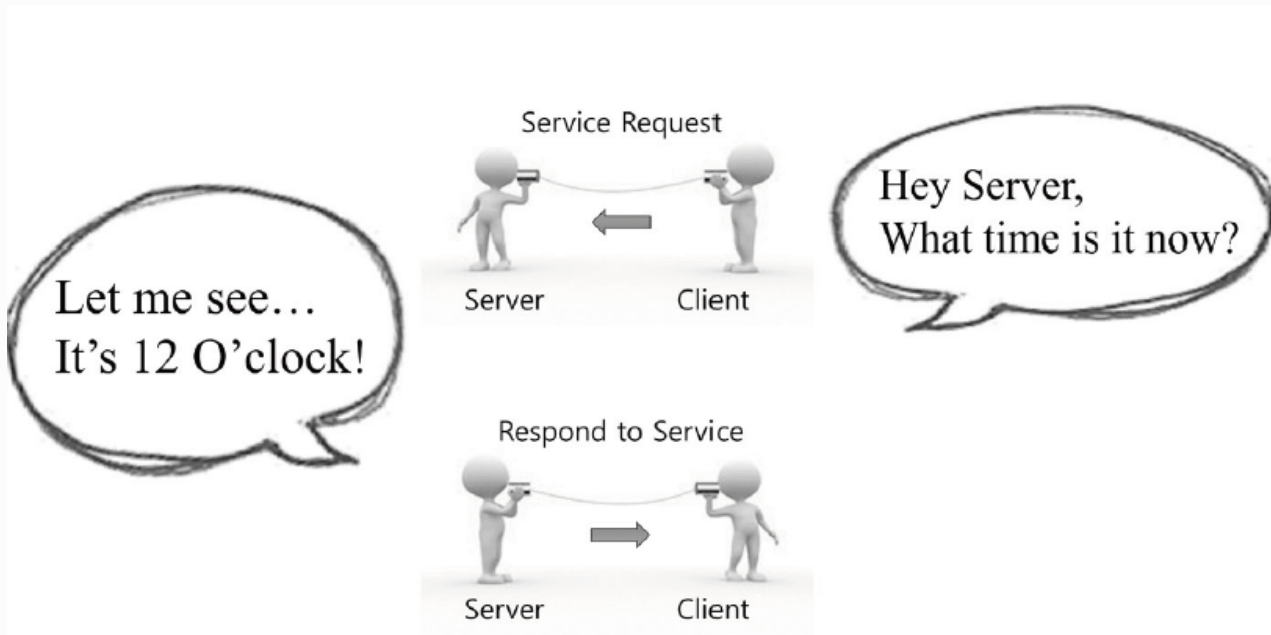 Service Request
Hey Server,
What time is it now?
Server Client
Let me see…
It’s 12 O’clock!
Respond to Service
Server Client